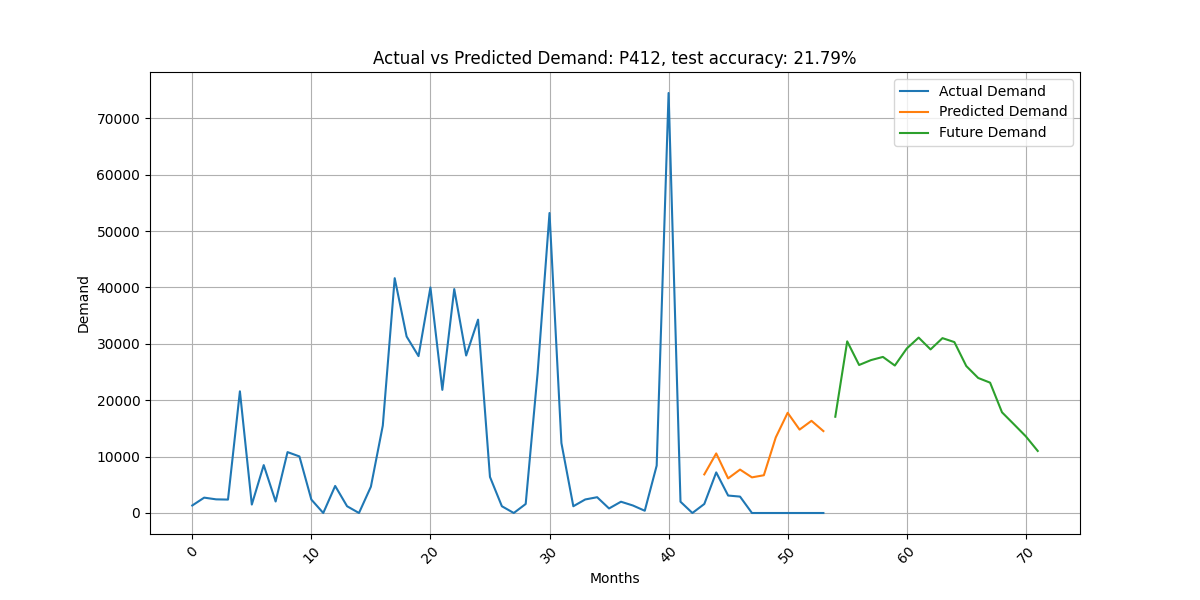 Actual vs Predicted Demand: P412, test accuracy: 21.79%
Actual Demand
Predicted Demand
Future Demand
70000
60000
50000
40000
30000
20000
10000
0
Demand
0 10 20 30 40 50 60 70
Months